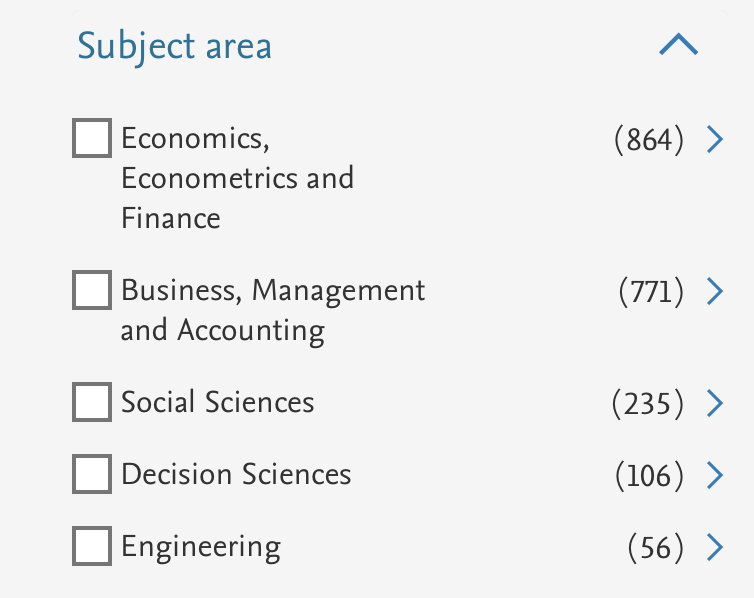 Subject area
Economics, (864)
Econometrics and
Finance
Business, Management (771)
and Accounting
Social Sciences (235)
Decision Sciences (106)
Engineering (56)